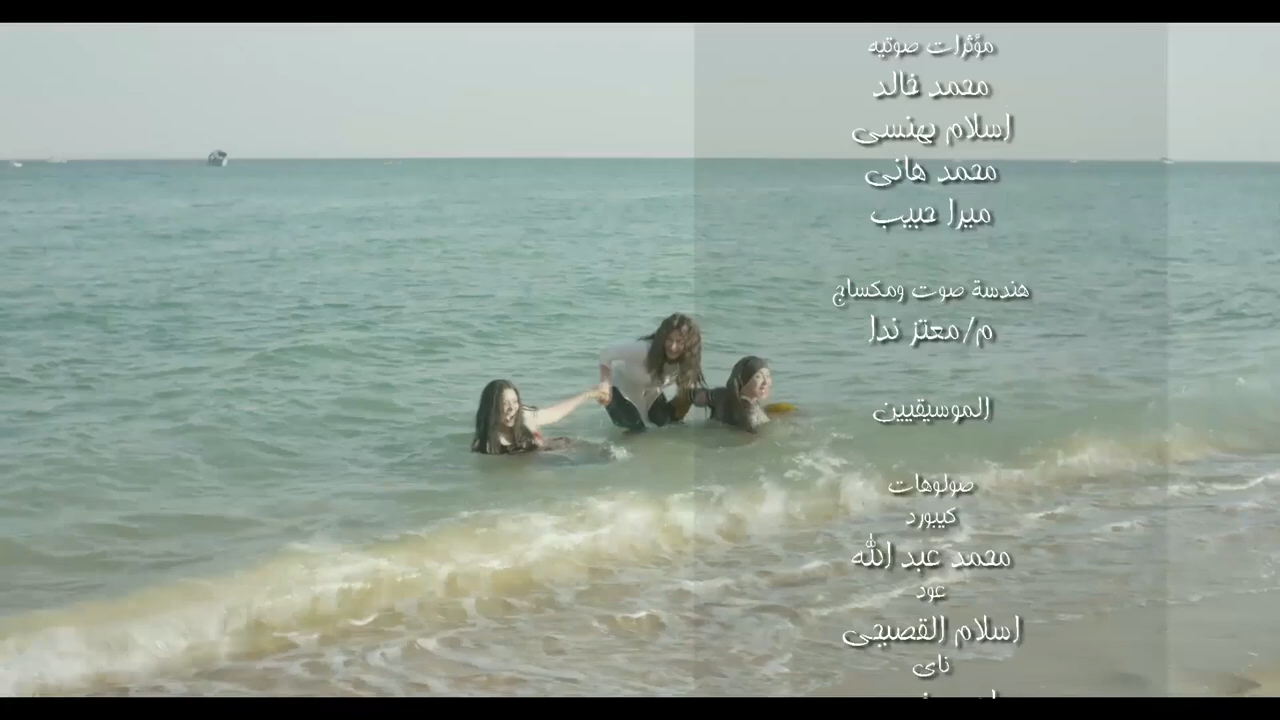 مؤثرات صوتيه
محمد خالد
اسلام بهنسى
محمد هانى
ميرا حبيب
هندسة صوت ومكساج
م/معتز ندا
الموسيقيين
صولوهات
كيبورد
محمد عبد الله
عود
اسلام القصبجى
ناى